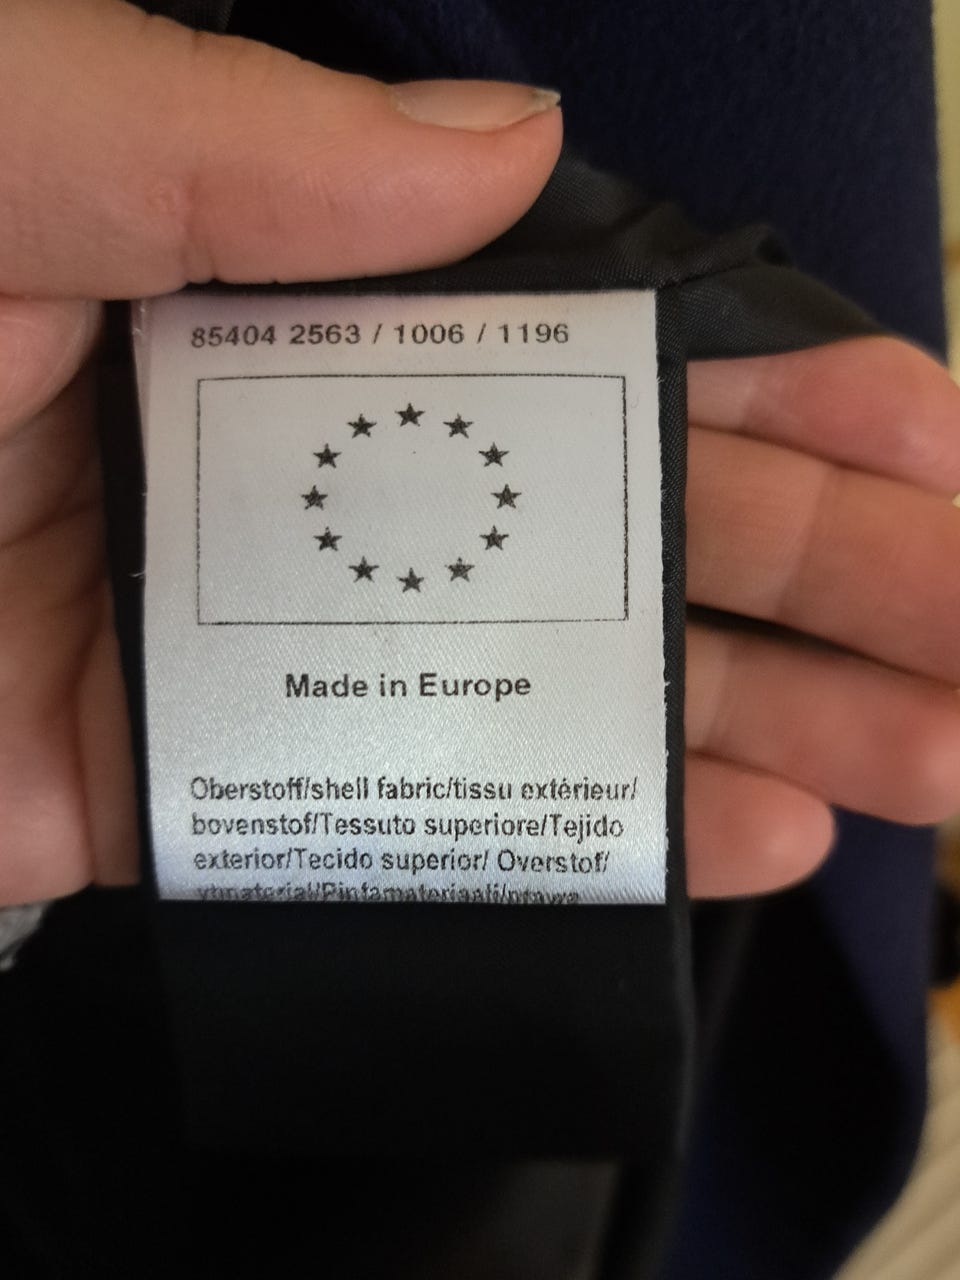 85404 2563 / 1006 / 1196
Made in Europe
Oberstoff/shell fabric/tissu extérieur/
bovenstof/Tessuto superiore/Tejido
exterior/Tecido superior/ Overstof/